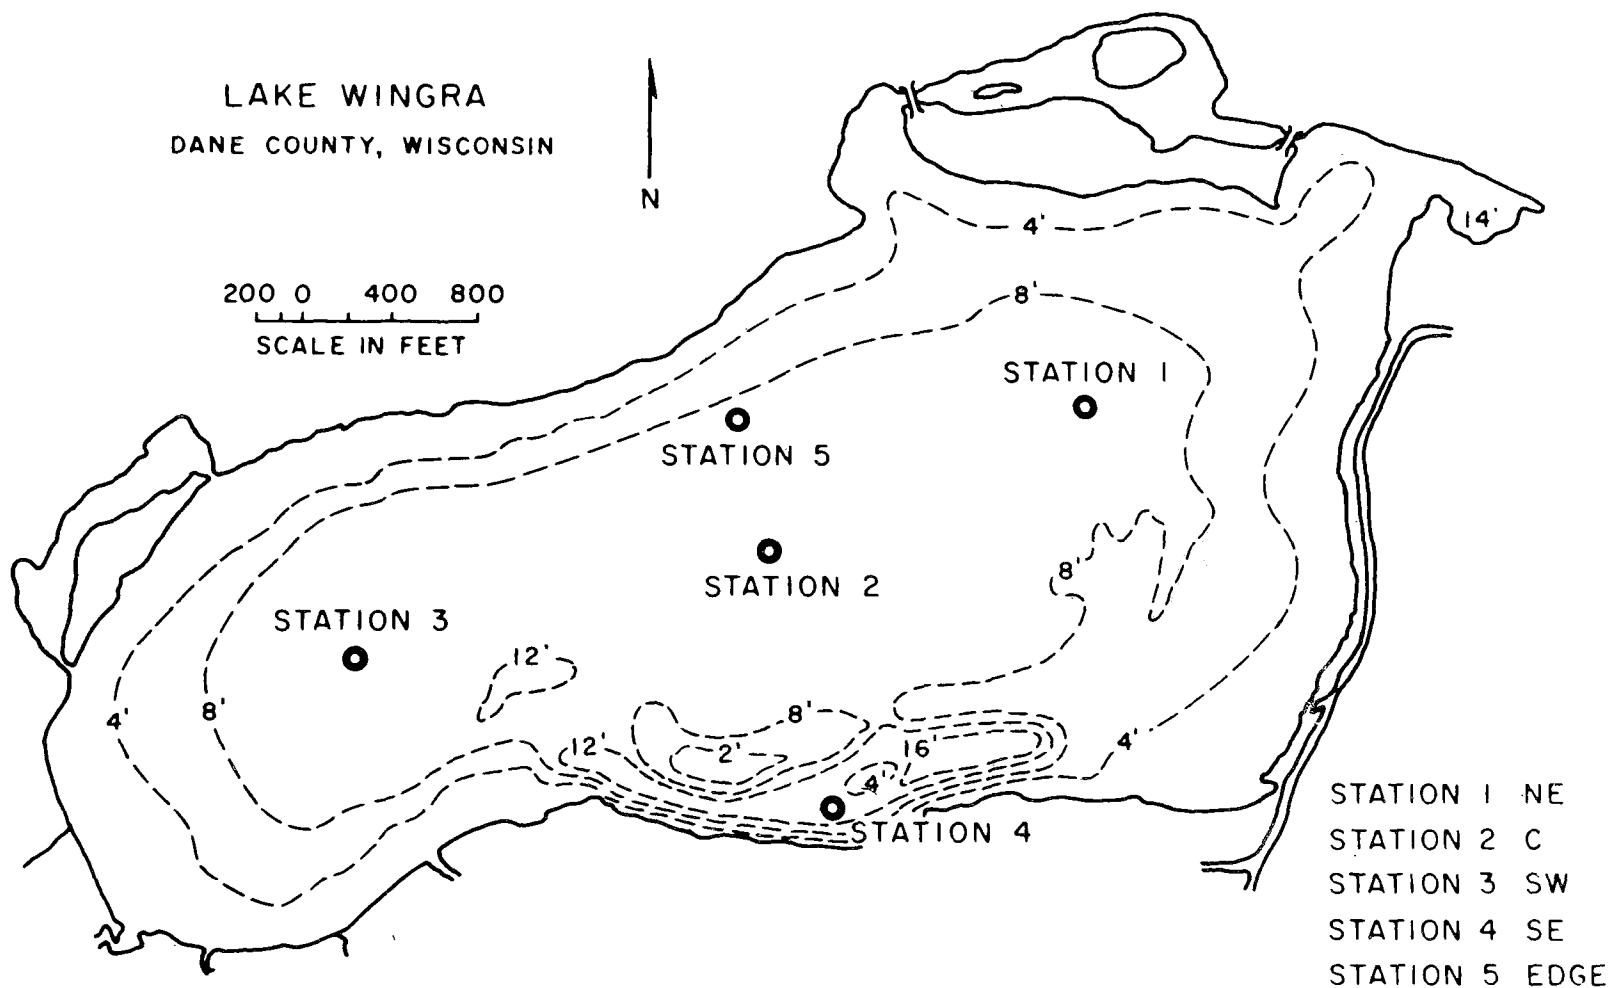 LAKE WINGRA
DANE COUNTY, WISCONSIN
N
14'
4'
200 0 400 800
SCALE IN FEET
8'
STATION 1
STATION 5
8'
STATION 2
STATION 3
12'
4'
8'
8'
12'
2'
16'
4'
4'
STATION 4
STATION 1 NE
STATION 2 C
STATION 3 SW
STATION 4 SE
STATION 5 EDGE